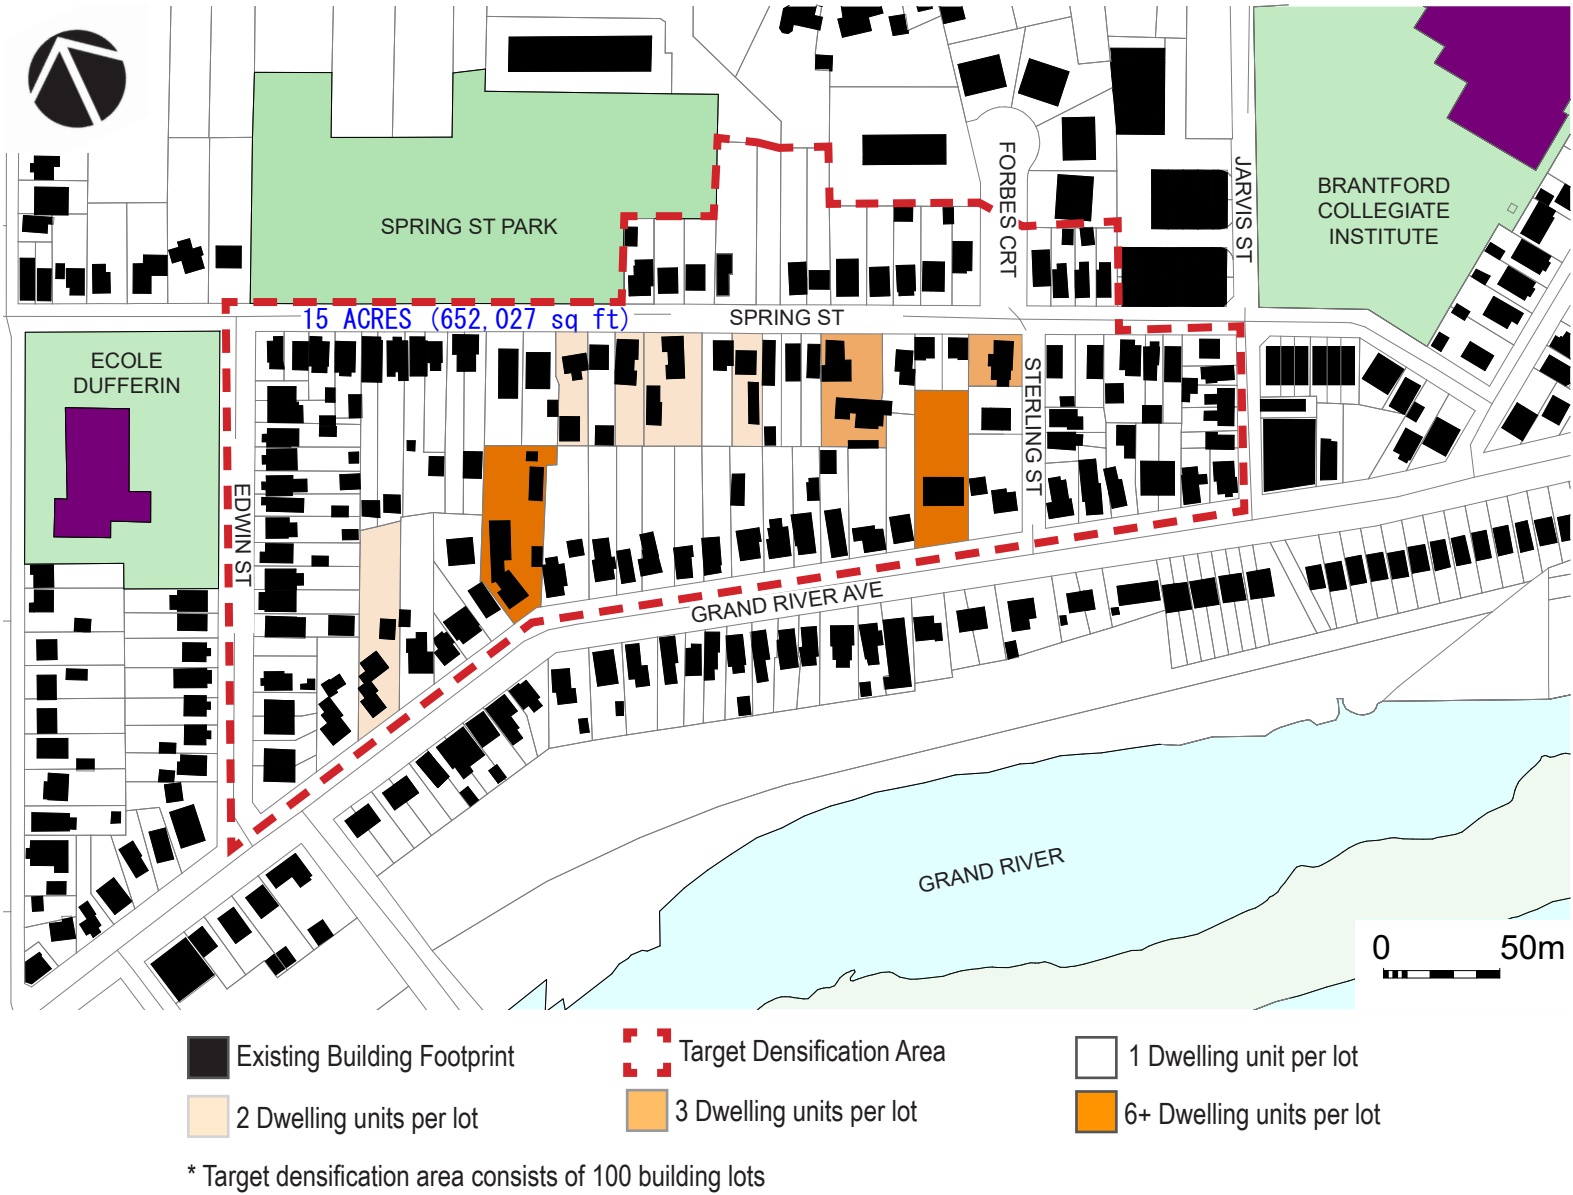 FORBES CRT
JARVIS ST
BRANTFORD
COLLEGIATE
INSTITUTE
SPRING ST PARK
15 ACRES (652,027 sq ft)
SPRING ST
ECOLE
DUFFERIN
STERLING ST
EDWIN ST
GRAND RIVER AVE
GRAND RIVER
0 50m
Existing Building Footprint
Target Densification Area
1 Dwelling unit per lot
2 Dwelling units per lot
3 Dwelling units per lot
6+ Dwelling units per lot
* Target densification area consists of 100 building lots